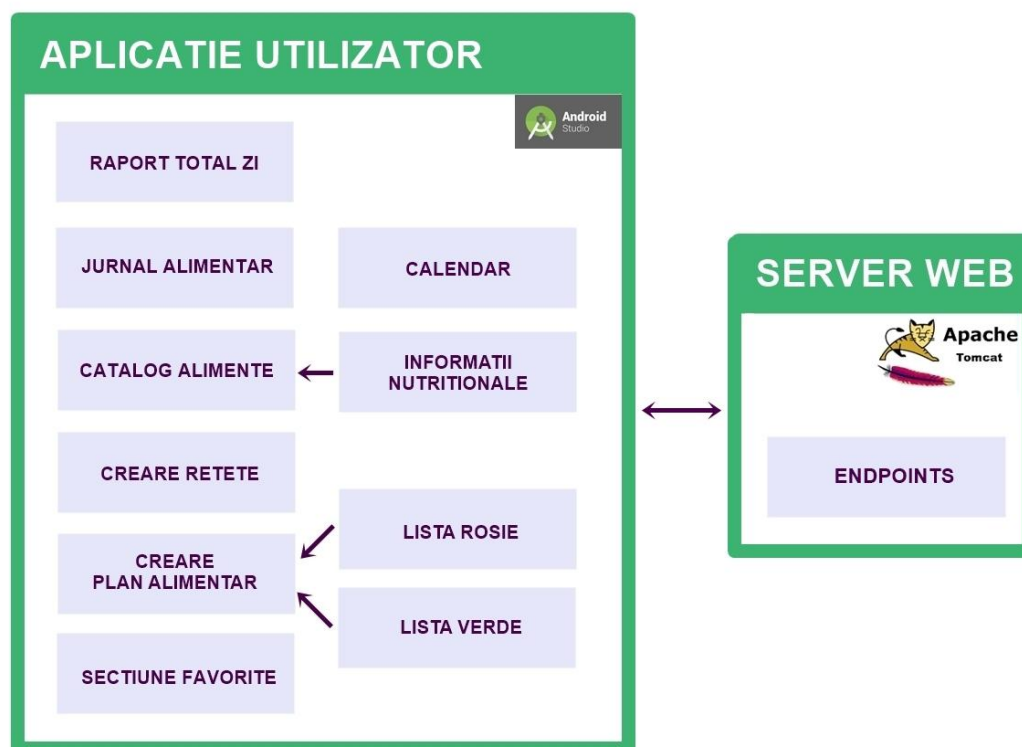 APLICATIE UTILIZATOR
Android
Studio
RAPORT TOTAL ZI
JURNAL ALIMENTAR
CALENDAR
CATALOG ALIMENTE
INFORMATII
NUTRITIONALE
CREARE RETETE
LISTA ROSIE
CREARE
PLAN ALIMENTAR
LISTA VERDE
SECTIUNE FAVORITE
SERVER WEB
Apache
Tomcat
ENDPOINTS